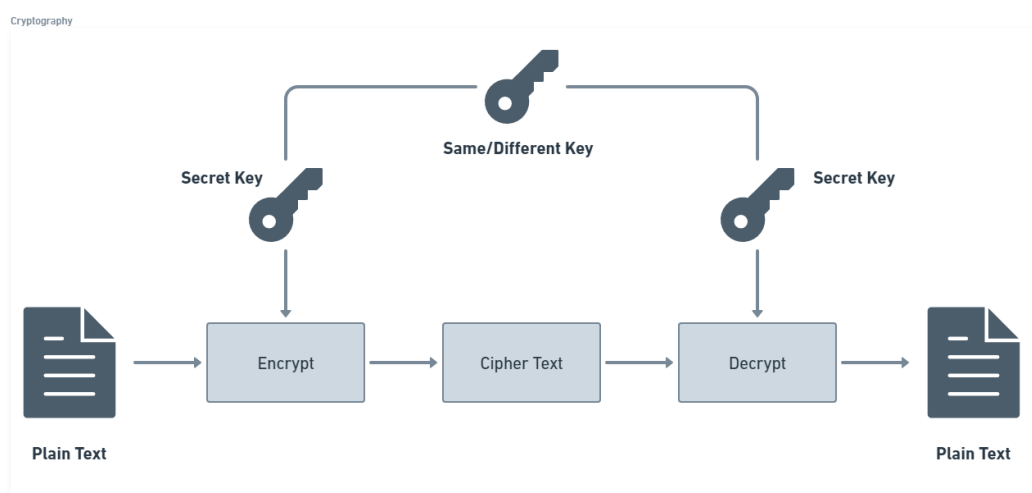 Cryptography
Same/Different Key
Secret Key
Secret Key
Encrypt
Cipher Text
Decrypt
Plain Text
Plain Text